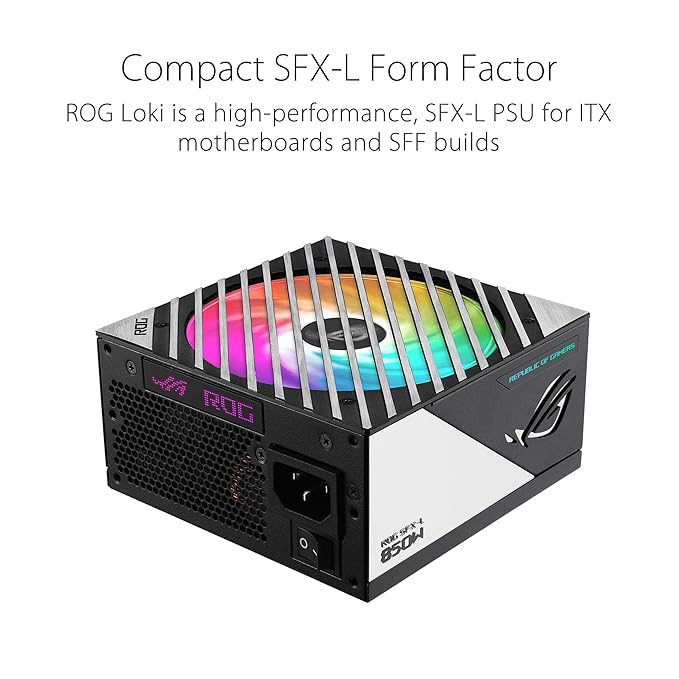 Compact SFX-L Form Factor
ROG Loki is a high-performance, SFX-L PSU for ITX
motherboards and SFF builds
ROG
REPUBLIC OF GAMERS
ROG
ROG SFX-L
850W